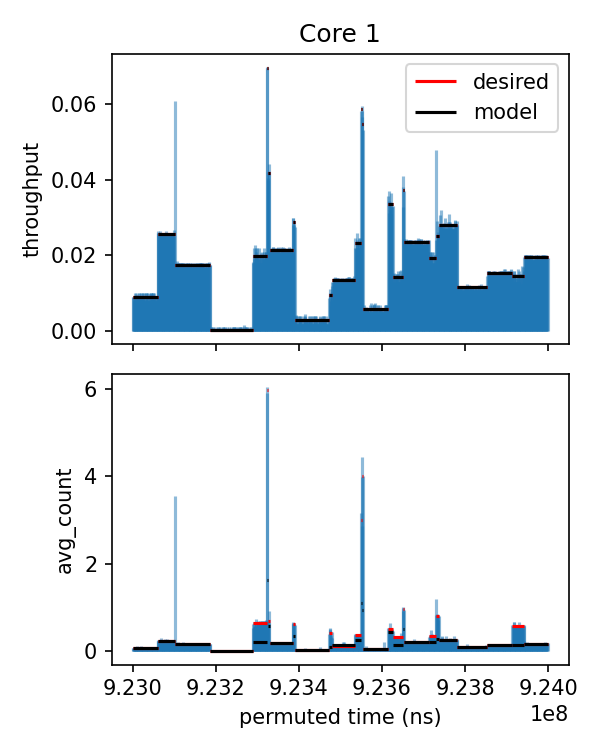 Core 1
throughput
0.06
0.04
0.02
0.00
desired
model
avg_count
6
4
2
0
9.230 9.232 9.234 9.236 9.238 9.240
1e8
permuted time (ns)